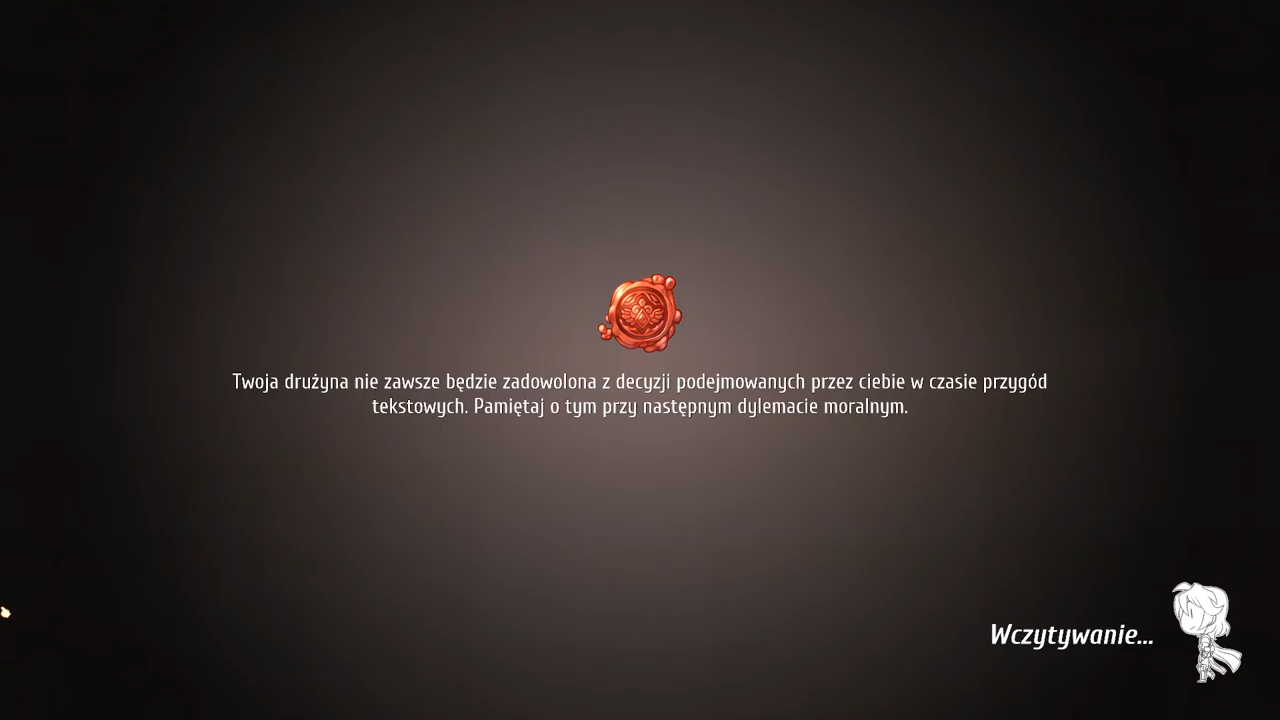 Twoja drużyna nie zawsze będzie zadowolona z decyzji podejmowanych przez ciebie w czasie przygód
tekstowych. Pamiętaj o tym przy następnym dylemacie moralnym.
Wczytywanie...